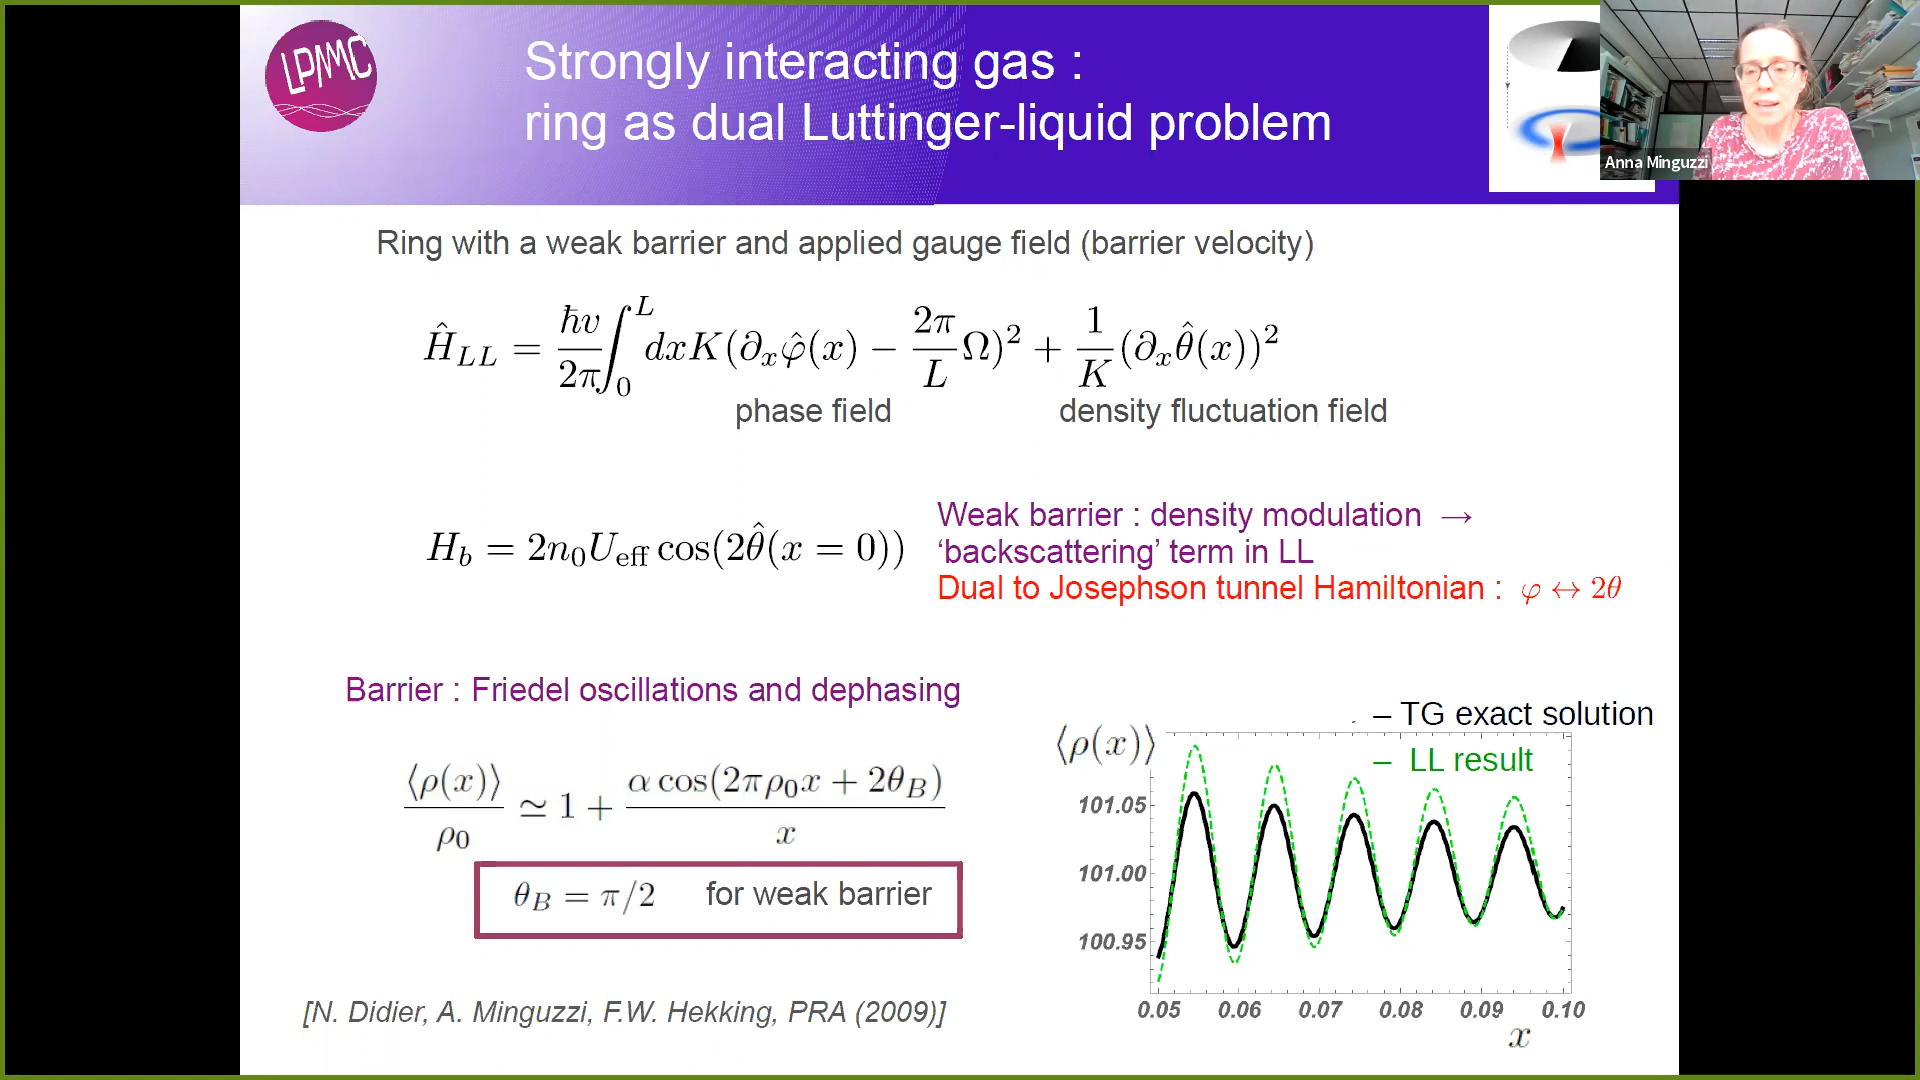 LPMMC
Strongly interacting gas :
ring as dual Luttinger-liquid problem
Anna Minguzzi
Ring with a weak barrier and applied gauge field (barrier velocity)
Ĥ_LL = ħv/2π ∫_0^L dxK(∂_x φ̂(x) − 2π/L Ω)² + 1/K (∂_x θ̂(x))²
phase field density fluctuation field
H_b = 2n_0 U_eff cos(2θ̂(x = 0))
Weak barrier : density modulation →
‘backscattering’ term in LL
Dual to Josephson tunnel Hamiltonian : φ ↔ 2θ
Barrier : Friedel oscillations and dephasing
⟨ρ(x)⟩/ρ_0 ≃ 1 + α cos(2πρ_0 x + 2θ_B)/x
θ_B = π/2 for weak barrier
[N. Didier, A. Minguzzi, F.W. Hekking, PRA (2009)]
– TG exact solution
– LL result
⟨ρ(x)⟩
101.05
101.00
100.95
0.05 0.06 0.07 0.08 0.09 0.10
x